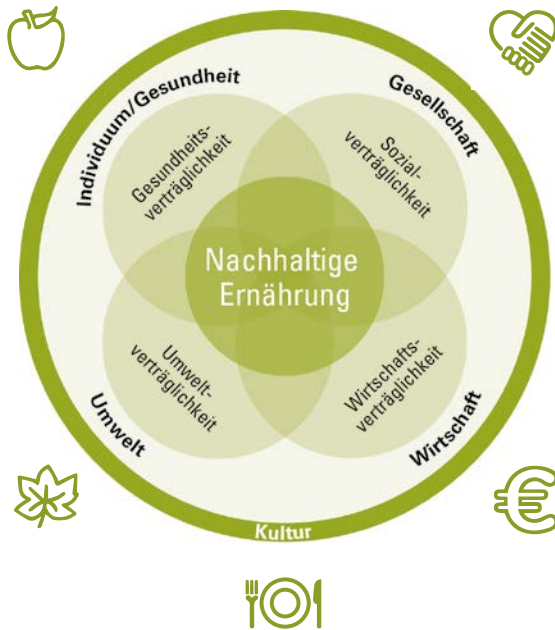 Individuum/Gesundheit
Gesellschaft
Gesundheits-
verträglichkeit
Sozial-
verträglichkeit
Nachhaltige
Ernährung
Umwelt-
verträglichkeit
Wirtschafts-
verträglichkeit
Umwelt
Wirtschaft
Kultur